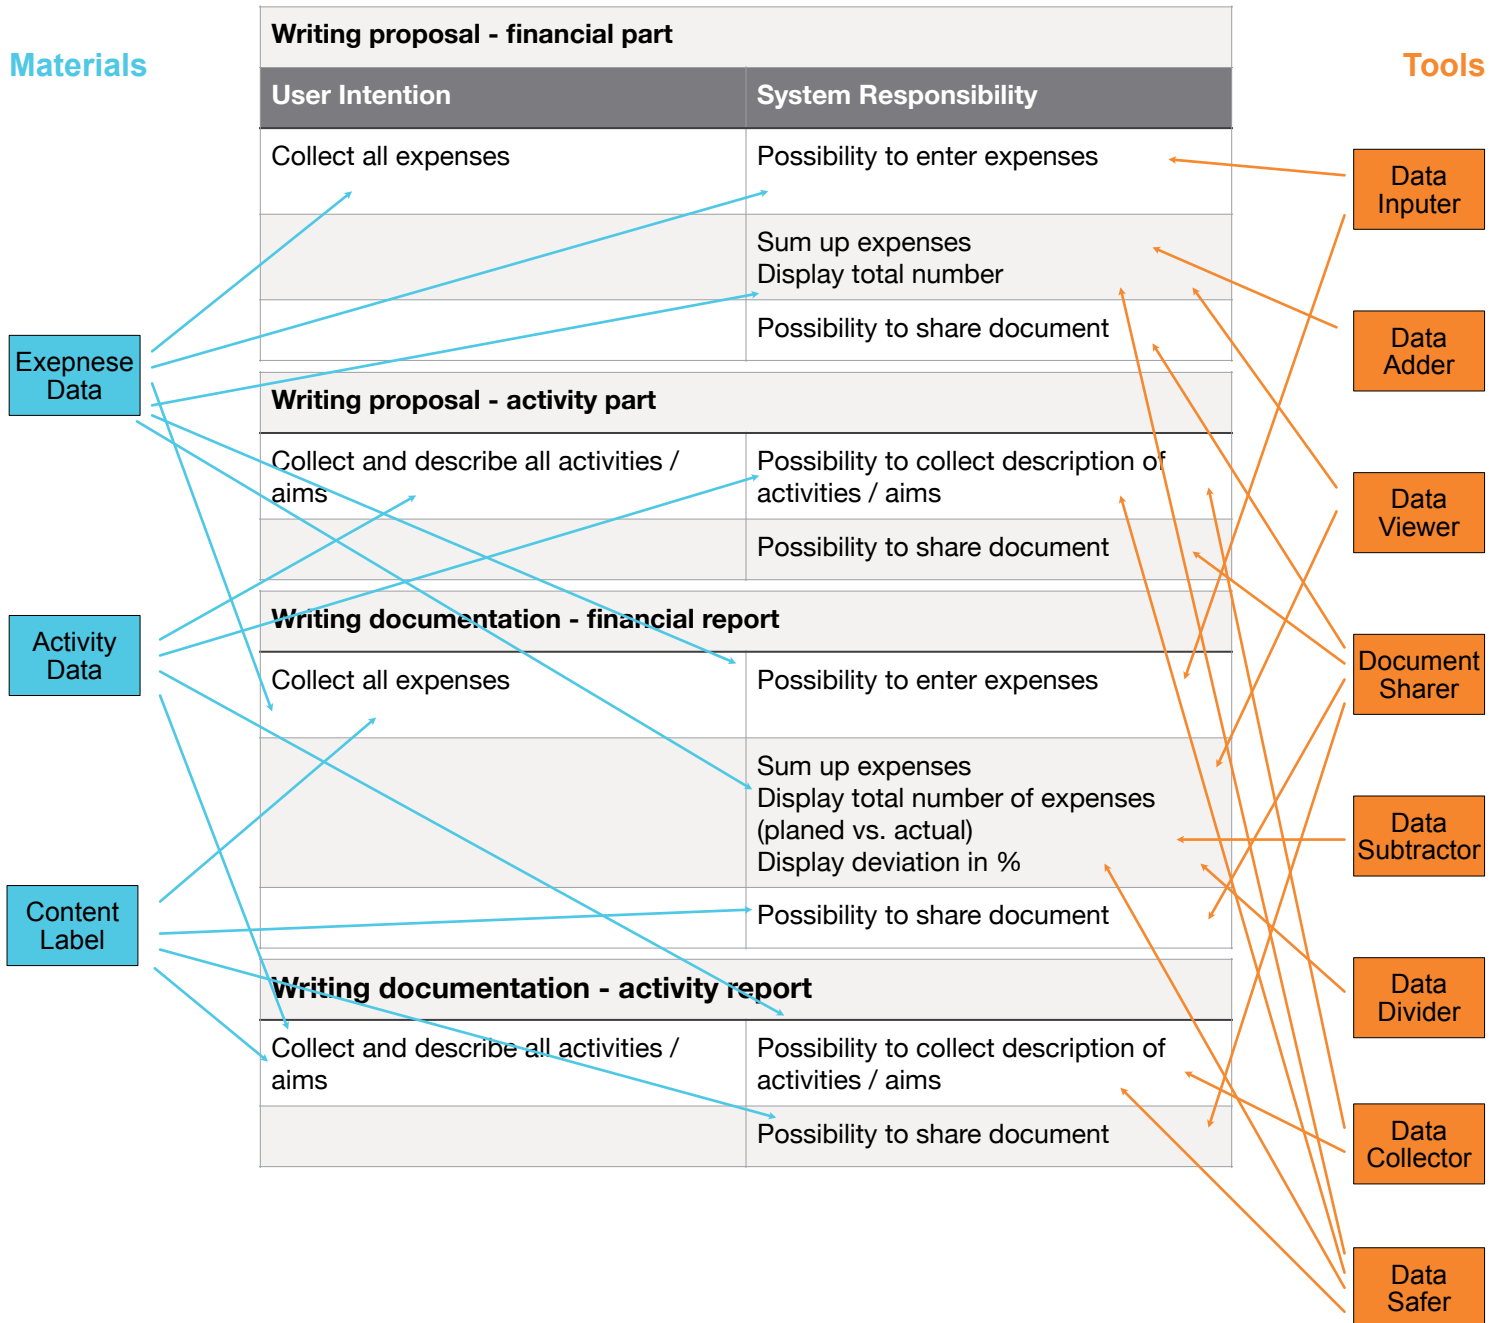 Materials
Tools
Writing proposal - financial part
User Intention
System Responsibility
Collect all expenses
Possibility to enter expenses
Sum up expenses
Display total number
Possibility to share document
Writing proposal - activity part
Collect and describe all activities /
aims
Possibility to collect description of
activities / aims
Possibility to share document
Writing documentation - financial report
Collect all expenses
Possibility to enter expenses
Sum up expenses
Display total number of expenses
(planed vs. actual)
Display deviation in %
Possibility to share document
Writing documentation - activity report
Collect and describe all activities /
aims
Possibility to collect description of
activities / aims
Possibility to share document
Exepnese
Data
Activity
Data
Content
Label
Data
Inputer
Data
Adder
Data
Viewer
Document
Sharer
Data
Subtractor
Data
Divider
Data
Collector
Data
Safer